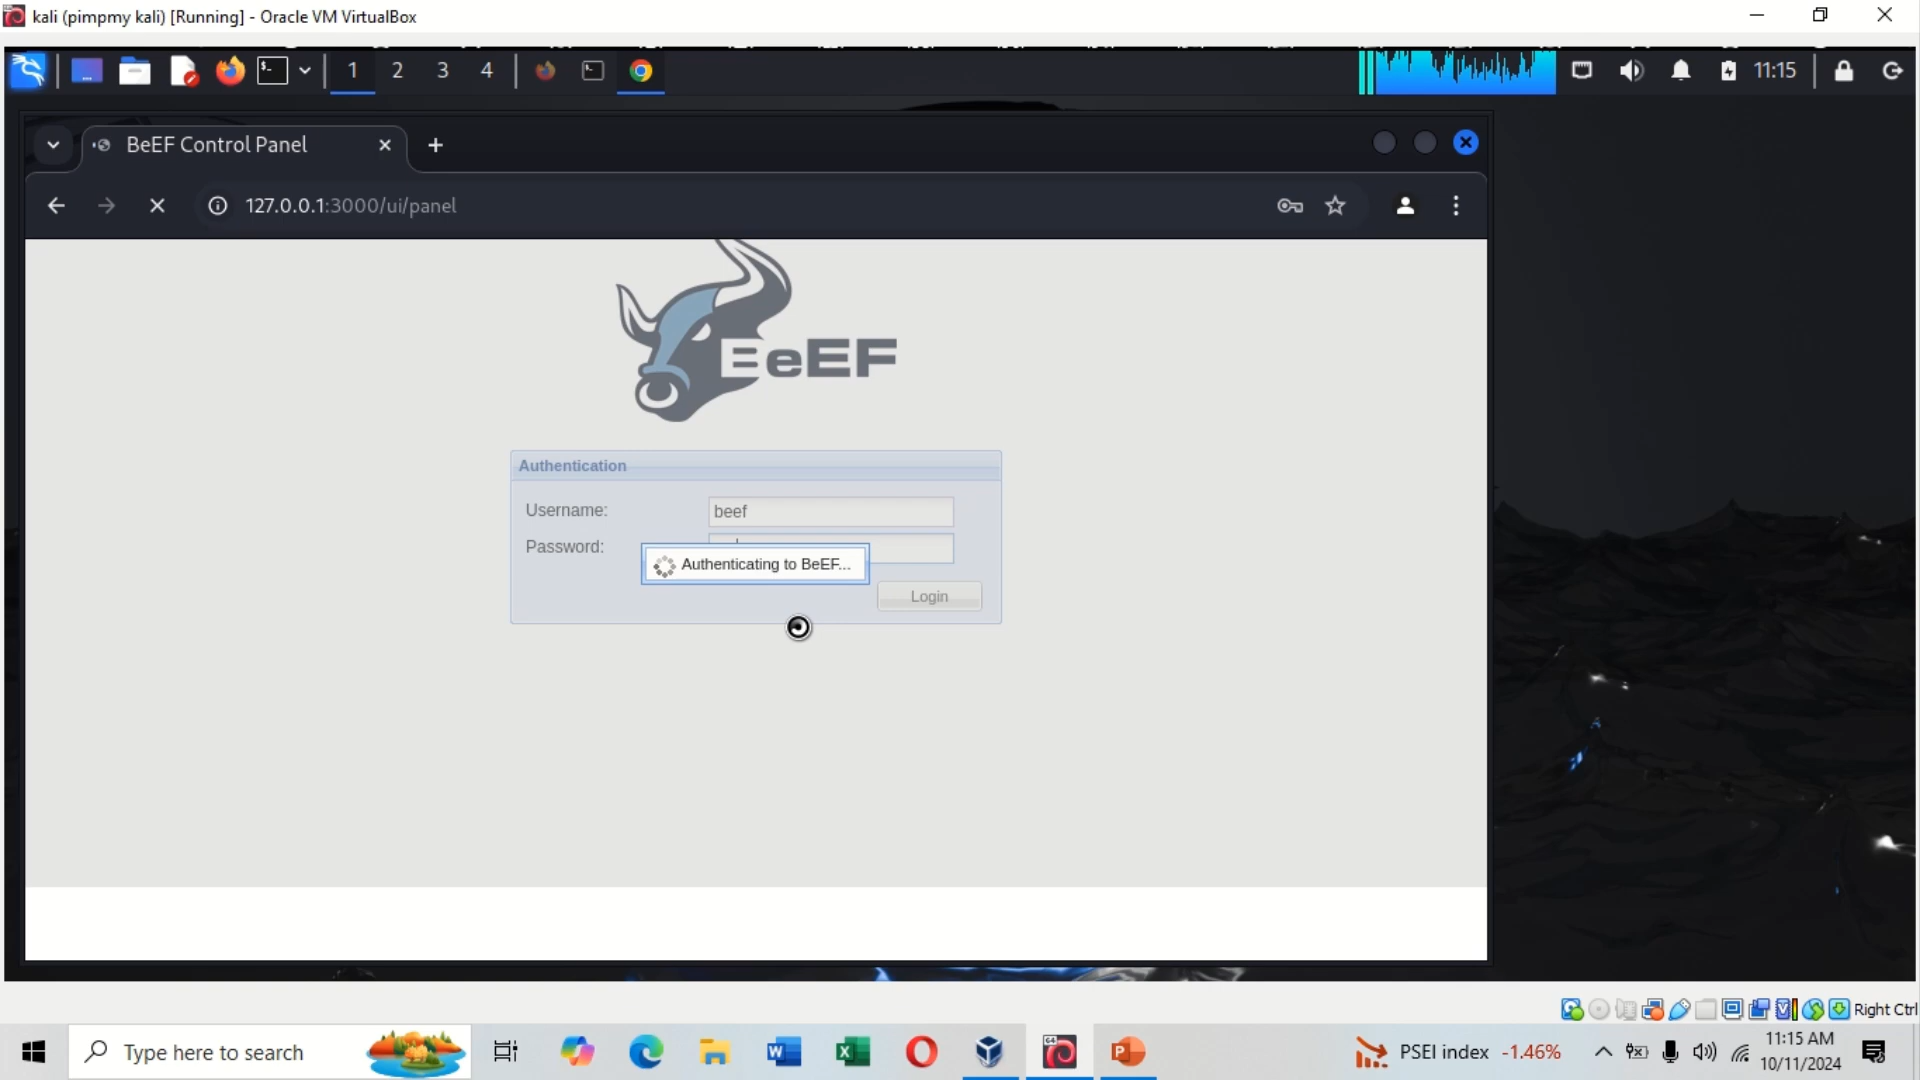 kali (pimpmy kali) [Running] - Oracle VM VirtualBox
1 2 3 4
11:15
BeEF Control Panel
127.0.0.1:3000/ui/panel
BeEF
Authentication
Username: beef
Password:
Authenticating to BeEF...
Login
Right Ctrl
Type here to search
PSEI index -1.46%
11:15 AM
10/11/2024